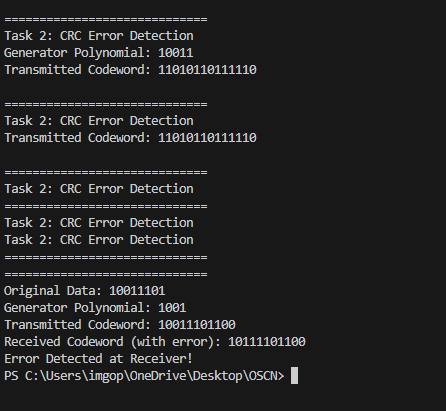 =============================
Task 2: CRC Error Detection
Generator Polynomial: 10011
Transmitted Codeword: 11010110111110
=============================
Task 2: CRC Error Detection
Transmitted Codeword: 11010110111110
=============================
Task 2: CRC Error Detection
=============================
Task 2: CRC Error Detection
Task 2: CRC Error Detection
=============================
=============================
Original Data: 10011101
Generator Polynomial: 1001
Transmitted Codeword: 10011101100
Received Codeword (with error): 10111101100
Error Detected at Receiver!
PS C:\Users\imgop\OneDrive\Desktop\OSCN>